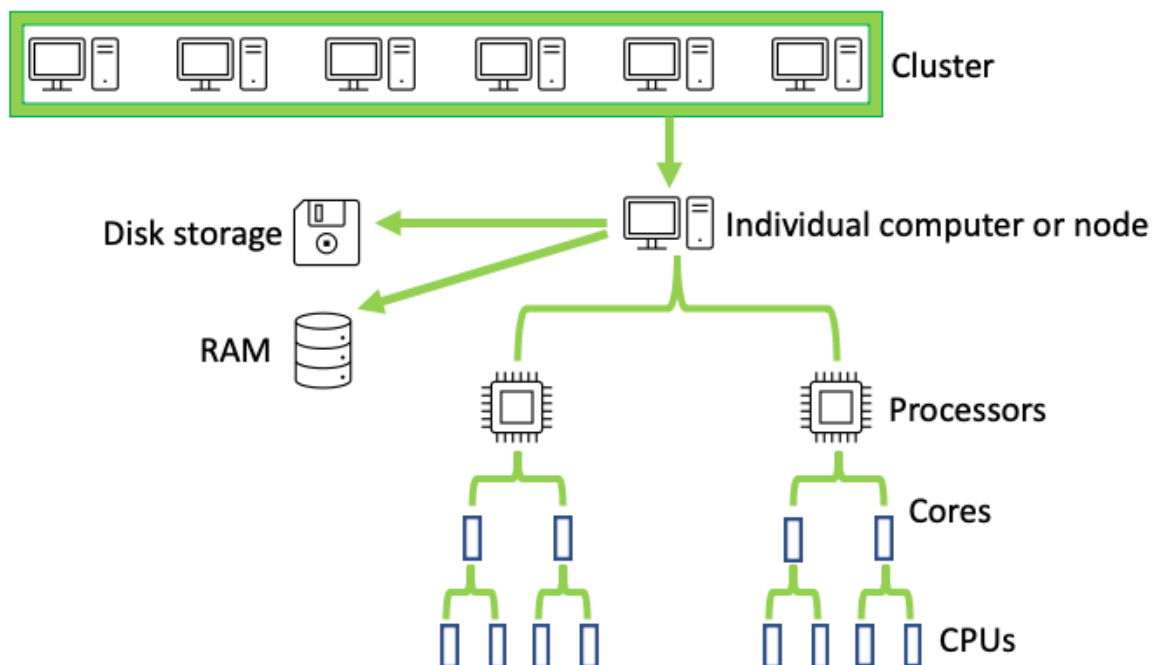 Cluster
Individual computer or node
Disk storage
RAM
Processors
Cores
CPUs